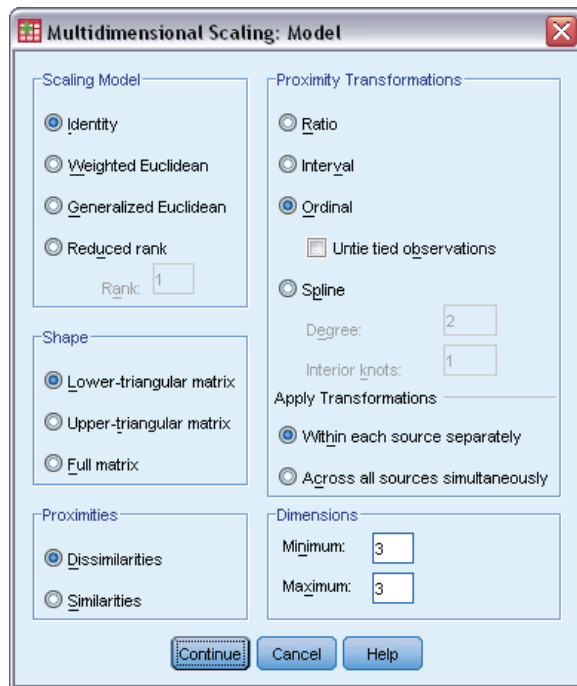 Multidimensional Scaling: Model
Scaling Model
Identity
Weighted Euclidean
Generalized Euclidean
Reduced rank
Rank: 1
Shape
Lower-triangular matrix
Upper-triangular matrix
Full matrix
Proximities
Dissimilarities
Similarities
Proximity Transformations
Ratio
Interval
Ordinal
Untie tied observations
Spline
Degree: 2
Interior knots: 1
Apply Transformations
Within each source separately
Across all sources simultaneously
Dimensions
Minimum: 3
Maximum: 3
Continue Cancel Help